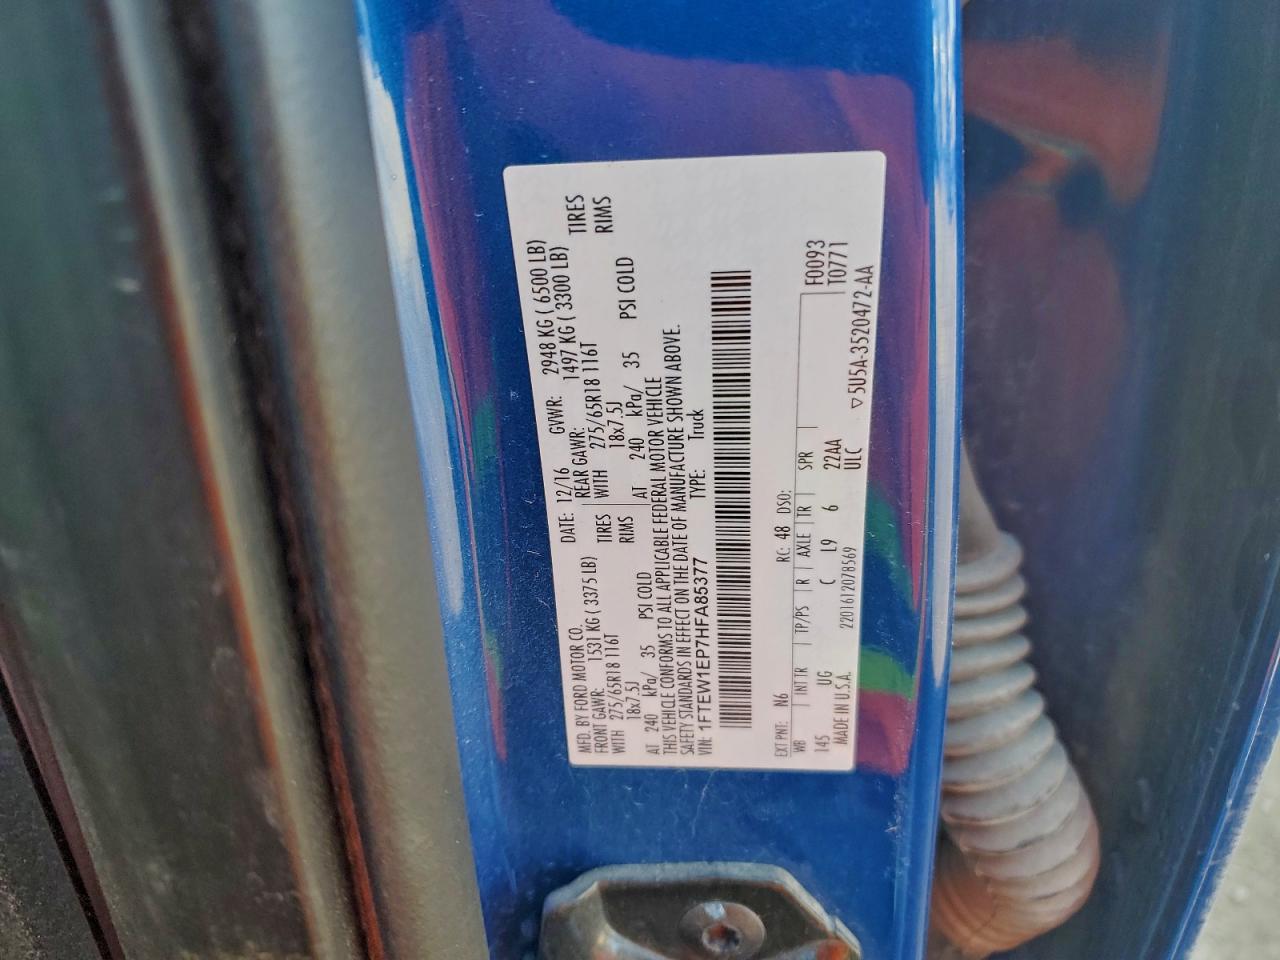 MFD. BY FORD MOTOR CO. DATE: 12/16 GVWR: 2948 KG ( 6500 LB)
FRONT GAWR: 1531 KG ( 3375 LB) REAR GAWR: 1497 KG ( 3300 LB)
WITH 275/65R18 116T TIRES WITH 275/65R18 116T TIRES
18x7.5J RIMS 18x7.5J RIMS
AT 240 kPa/ 35 PSI COLD AT 240 kPa/ 35 PSI COLD
THIS VEHICLE CONFORMS TO ALL APPLICABLE FEDERAL MOTOR VEHICLE
SAFETY STANDARDS IN EFFECT ON THE DATE OF MANUFACTURE SHOWN ABOVE.
VIN: 1FTEW1EP7HFA85377 TYPE: Truck
EXT PNT: N6 RC: 48 DSO:
WB INT TR TP/PS R AXLE TR SPR F0093
145 UG C L9 6 22AA T0771
MADE IN U.S.A. 2201612078569 ULC ▽5U5A-3520472-AA